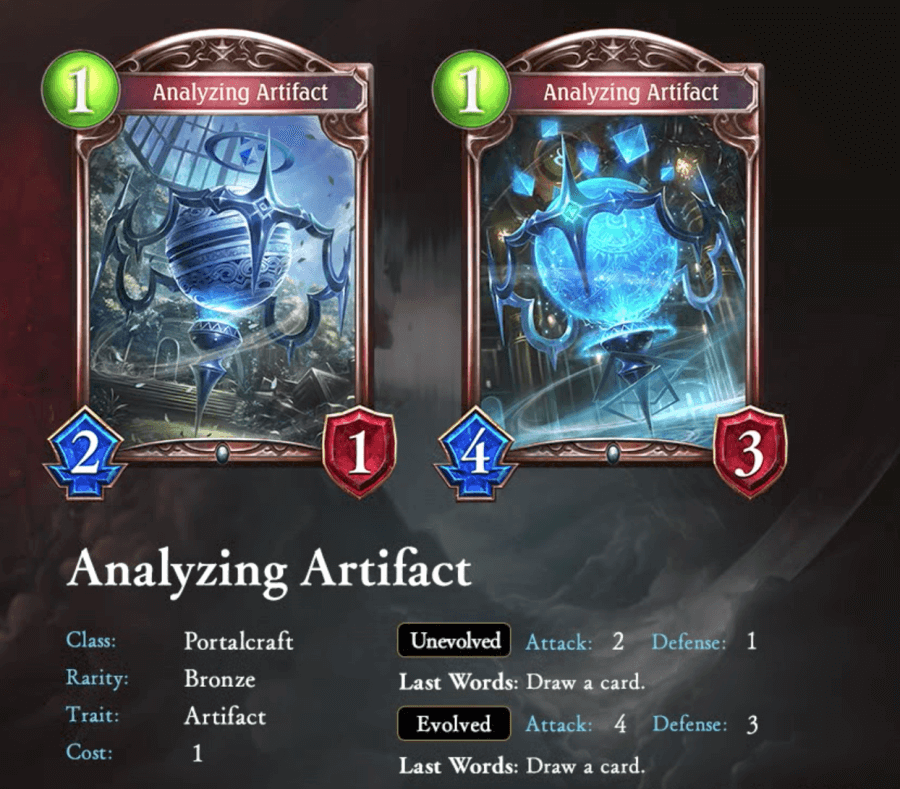 1 Analyzing Artifact
1 Analyzing Artifact
2 1
4 3
Analyzing Artifact
Class: Portalcraft
Rarity: Bronze
Trait: Artifact
Cost: 1
Unevolved Attack: 2 Defense: 1
Last Words: Draw a card.
Evolved Attack: 4 Defense: 3
Last Words: Draw a card.